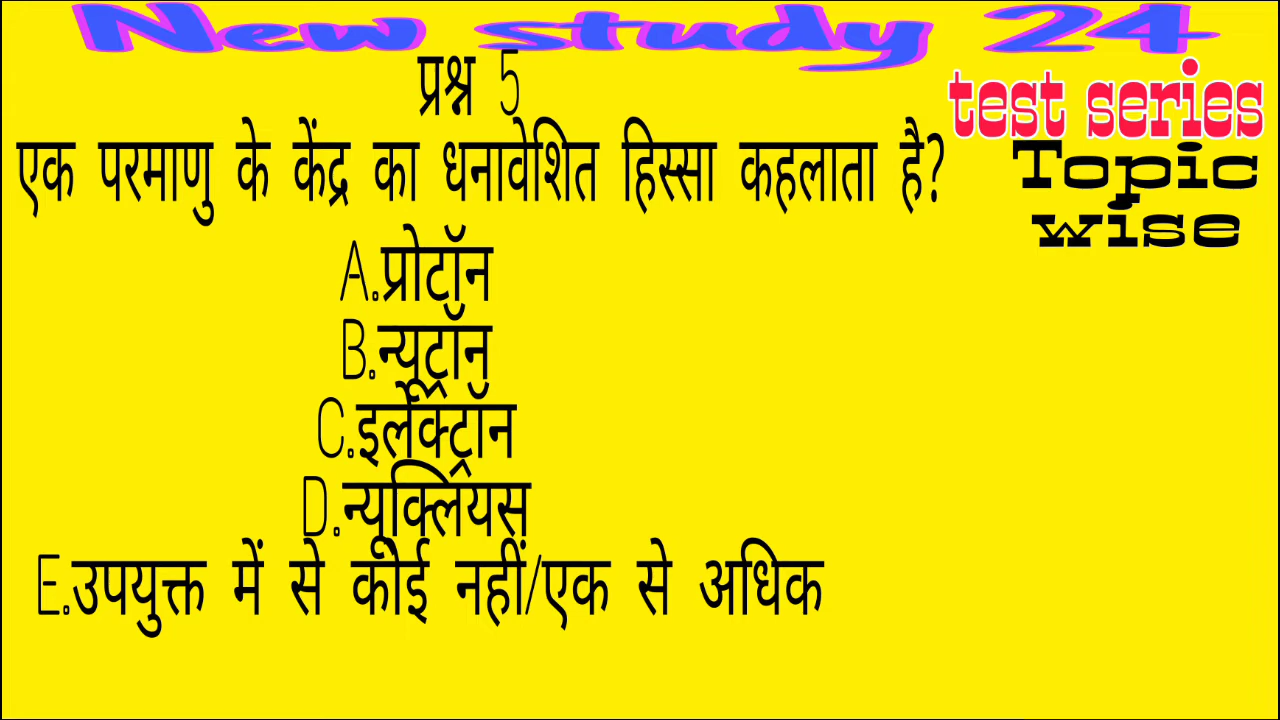 New study 24
test series
Topic
wise
प्रश्न 5
एक परमाणु के केंद्र का धनावेशित हिस्सा कहलाता है?
A.प्रोटॉन
B.न्यूट्रॉन
C.इलेक्ट्रॉन
D.न्यूक्लियस
E.उपयुक्त में से कोई नहीं/एक से अधिक